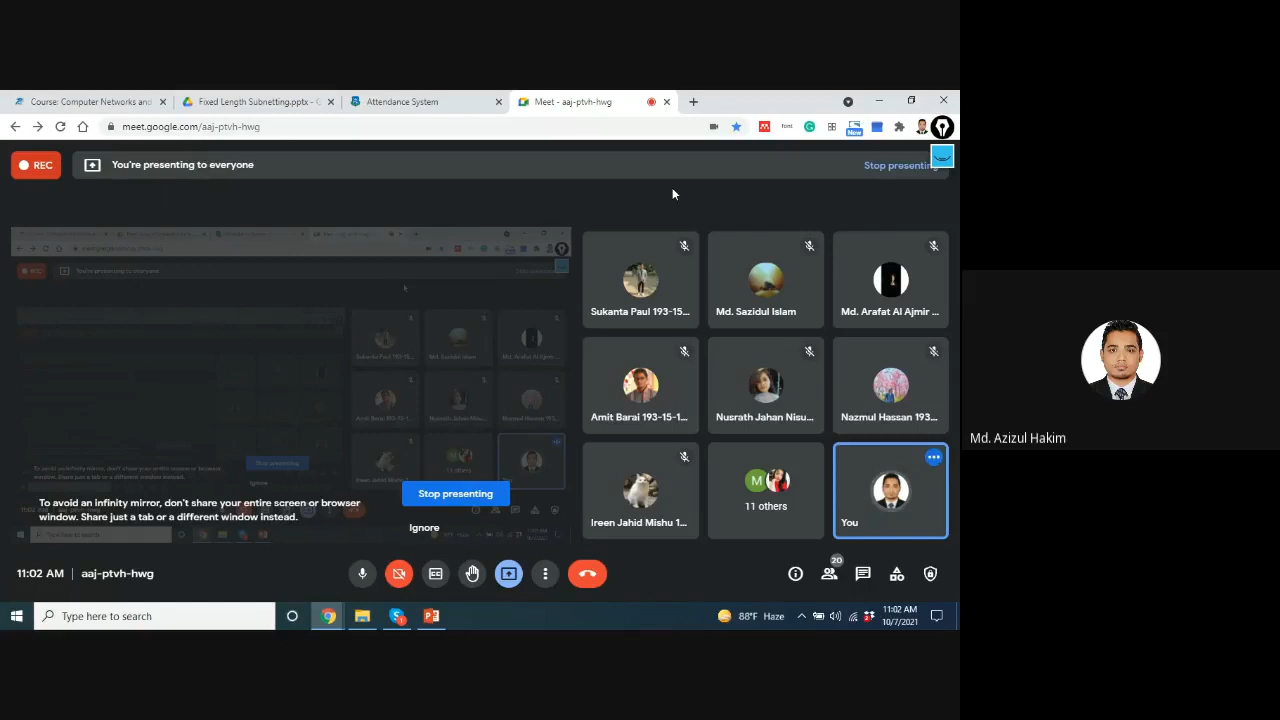 Course: Computer Networks and
Fixed Length Subnetting.pptx - G
Attendance System
Meet - aaj-ptvh-hwg
meet.google.com/aaj-ptvh-hwg
font
New
REC
You're presenting to everyone
Stop presenting
Sukanta Paul 193-15...
Md. Sazidul Islam
Md. Arafat Al Ajmir ...
Amit Barai 193-15-1...
Nusrath Jahan Nisu...
Nazmul Hassan 193...
Ireen Jahid Mishu 1...
M
11 others
You
Md. Azizul Hakim
To avoid an infinity mirror, don't share your entire screen or browser
window. Share just a tab or a different window instead.
Stop presenting
Ignore
11:02 AM | aaj-ptvh-hwg
20
Type here to search
88°F Haze
11:02 AM
10/7/2021